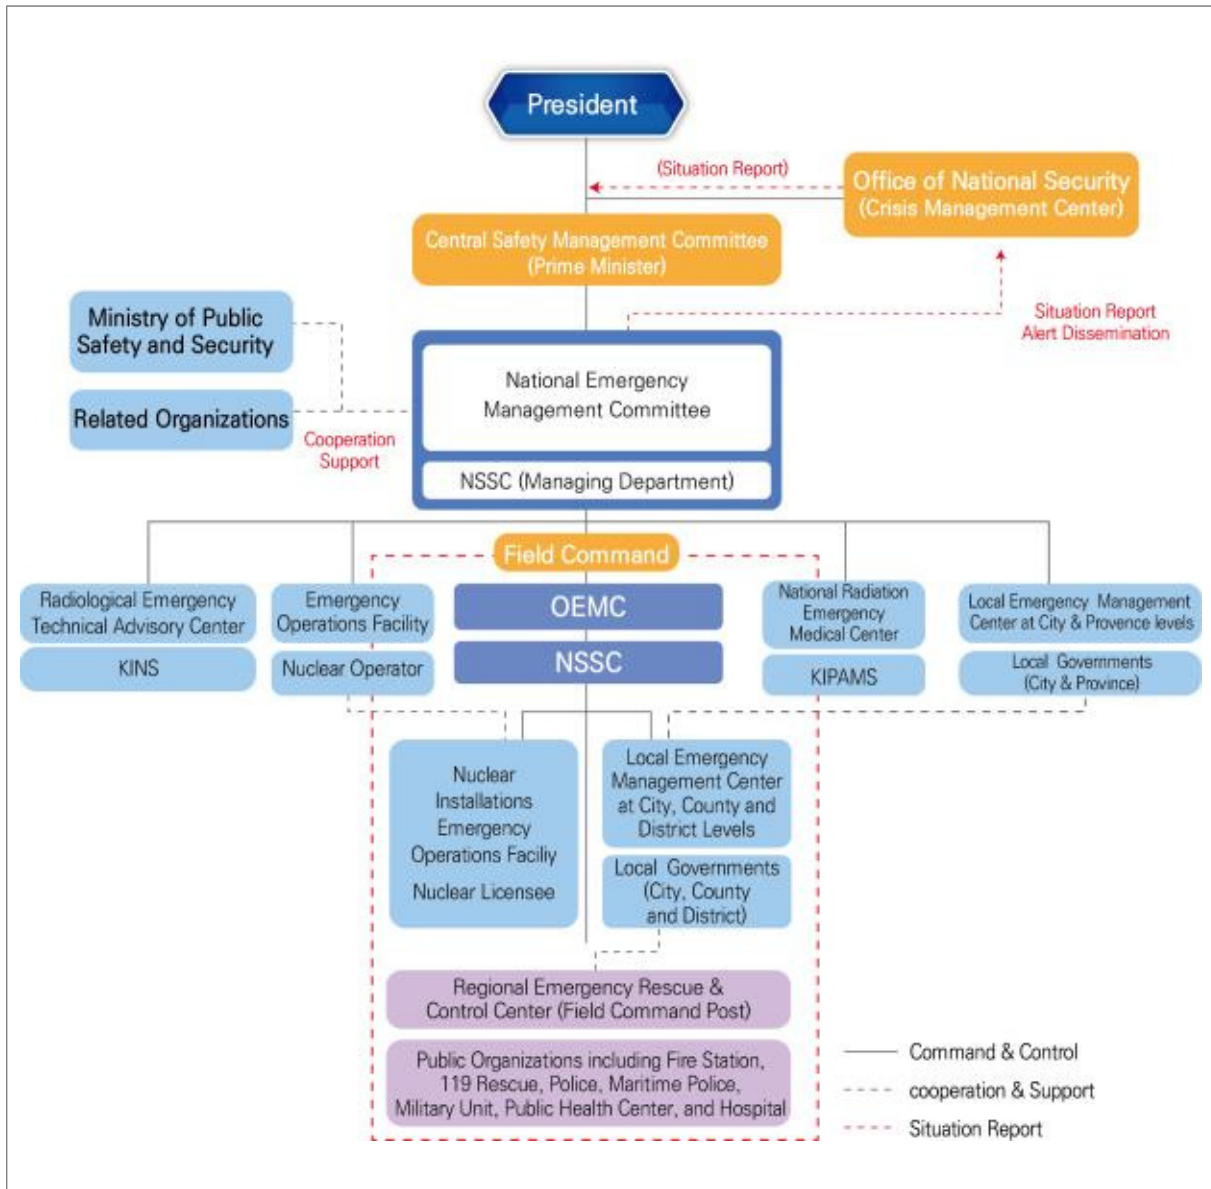 President
(Situation Report)
Office of National Security
(Crisis Management Center)
Central Safety Management Committee
(Prime Minister)
Situation Report
Alert Dissemination
Ministry of Public
Safety and Security
Related Organizations
Cooperation
Support
National Emergency
Management Committee
NSSC (Managing Department)
Field Command
Radiological Emergency
Technical Advisory Center
KINS
Emergency
Operations Facility
Nuclear Operator
OEMC
NSSC
National Radiation
Emergency
Medical Center
KIPAMS
Local Emergency Management
Center at City & Provence levels
Local Governments
(City & Province)
Nuclear
Installations
Emergency
Operations Faciliy
Nuclear Licensee
Local Emergency
Management Center
at City, County and
District Levels
Local Governments
(City, County
and District)
Regional Emergency Rescue &
Control Center (Field Command Post)
Public Organizations including Fire Station,
119 Rescue, Police, Maritime Police,
Military Unit, Public Health Center, and Hospital
Command & Control
cooperation & Support
Situation Report